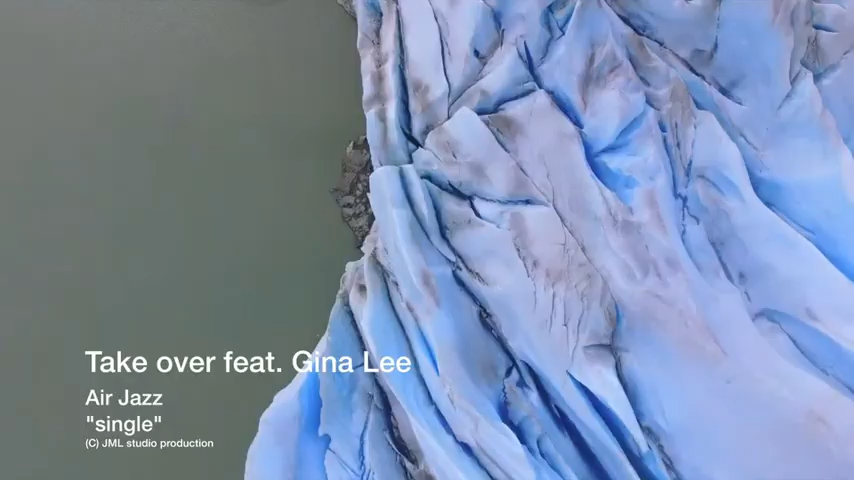 Take over feat. Gina Lee
Air Jazz
"single"
(C) JML studio production